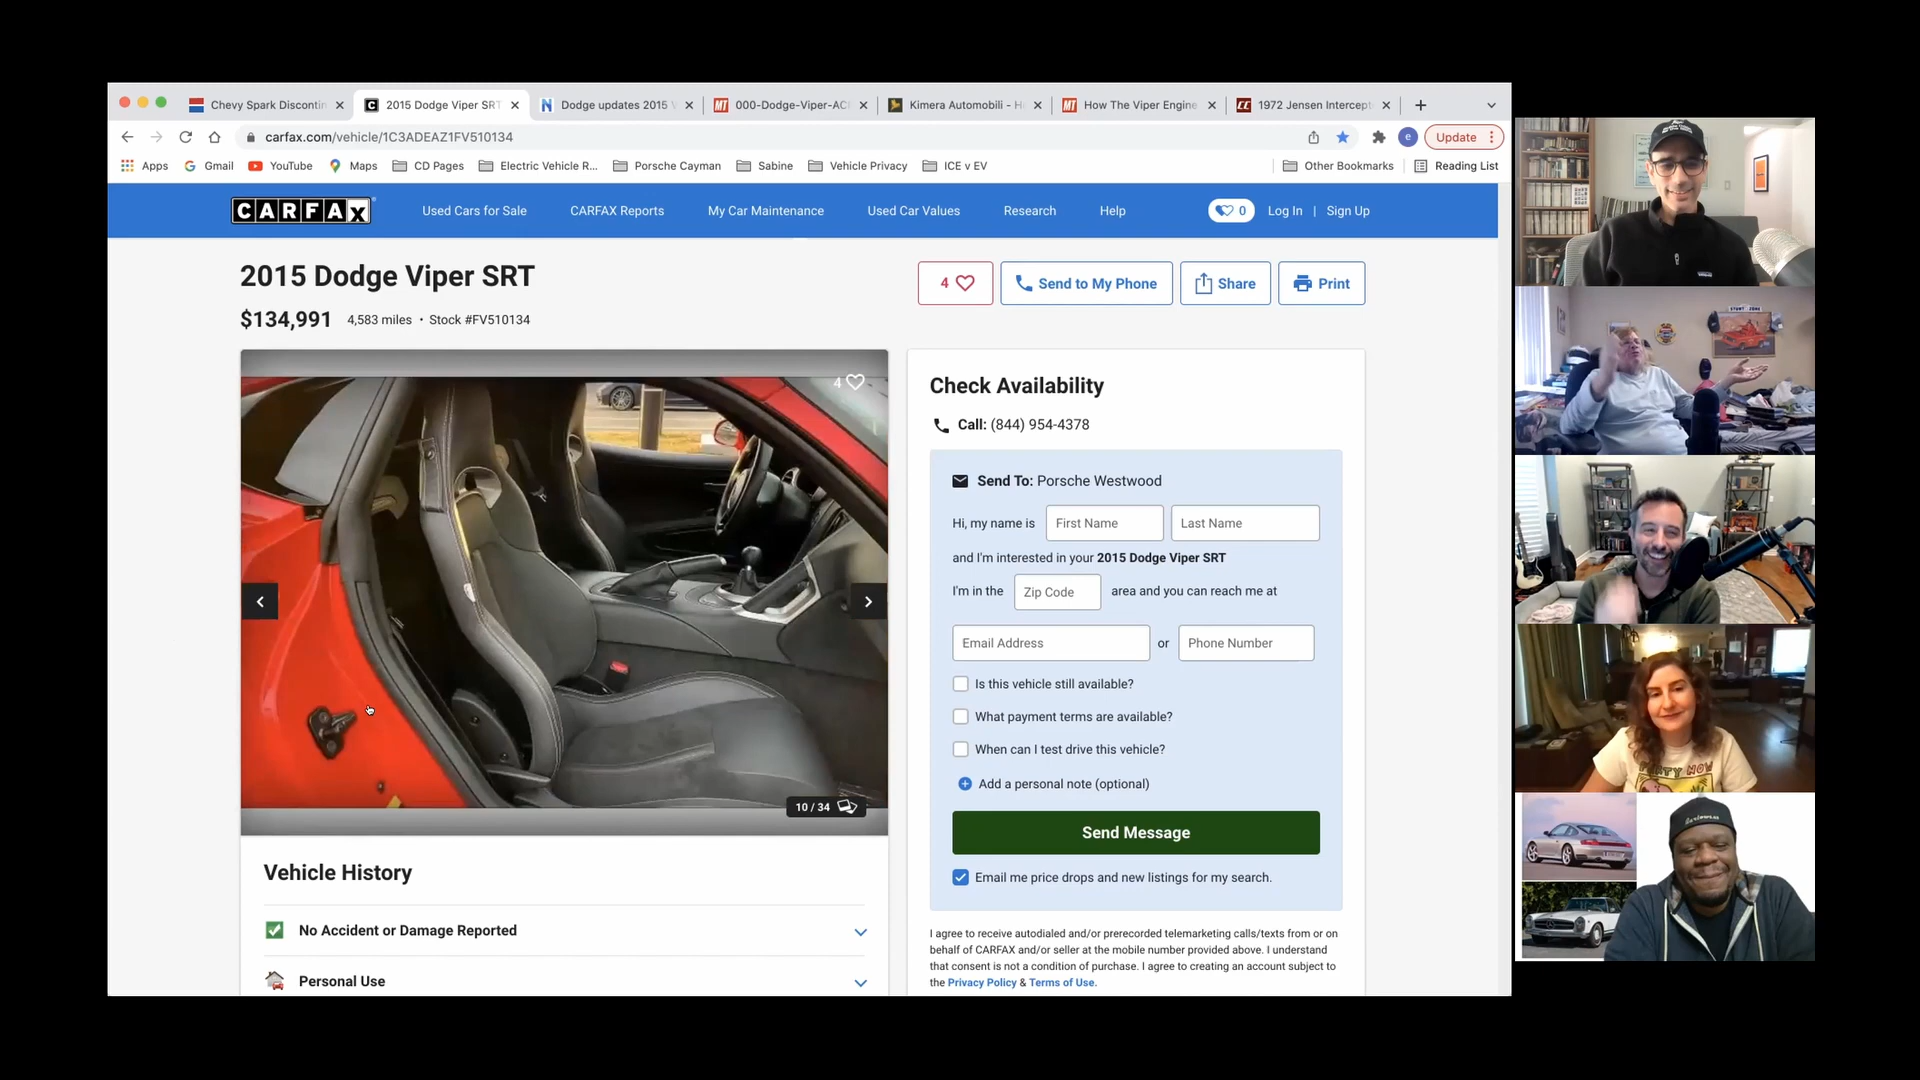 Chevy Spark Discontin
2015 Dodge Viper SRT
Dodge updates 2015 V
000-Dodge-Viper-AC
Kimera Automobili - H
How The Viper Engine
1972 Jensen Intercept
carfax.com/vehicle/1C3ADEAZ1FV510134
e
Update
Apps
Gmail
YouTube
Maps
CD Pages
Electric Vehicle R...
Porsche Cayman
Sabine
Vehicle Privacy
ICE v EV
Other Bookmarks
Reading List
CARFAX
Used Cars for Sale
CARFAX Reports
My Car Maintenance
Used Car Values
Research
Help
0
Log In | Sign Up
2015 Dodge Viper SRT
$134,991 4,583 miles • Stock #FV510134
4
Send to My Phone
Share
Print
4
10 / 34
Vehicle History
No Accident or Damage Reported
Personal Use
Check Availability
Call: (844) 954-4378
Send To: Porsche Westwood
Hi, my name is First Name Last Name
and I'm interested in your 2015 Dodge Viper SRT
I'm in the Zip Code area and you can reach me at
Email Address or Phone Number
Is this vehicle still available?
What payment terms are available?
When can I test drive this vehicle?
Add a personal note (optional)
Send Message
Email me price drops and new listings for my search.
I agree to receive autodialed and/or prerecorded telemarketing calls/texts from or on
behalf of CARFAX and/or seller at the mobile number provided above. I understand
that consent is not a condition of purchase. I agree to creating an account subject to
the Privacy Policy & Terms of Use.